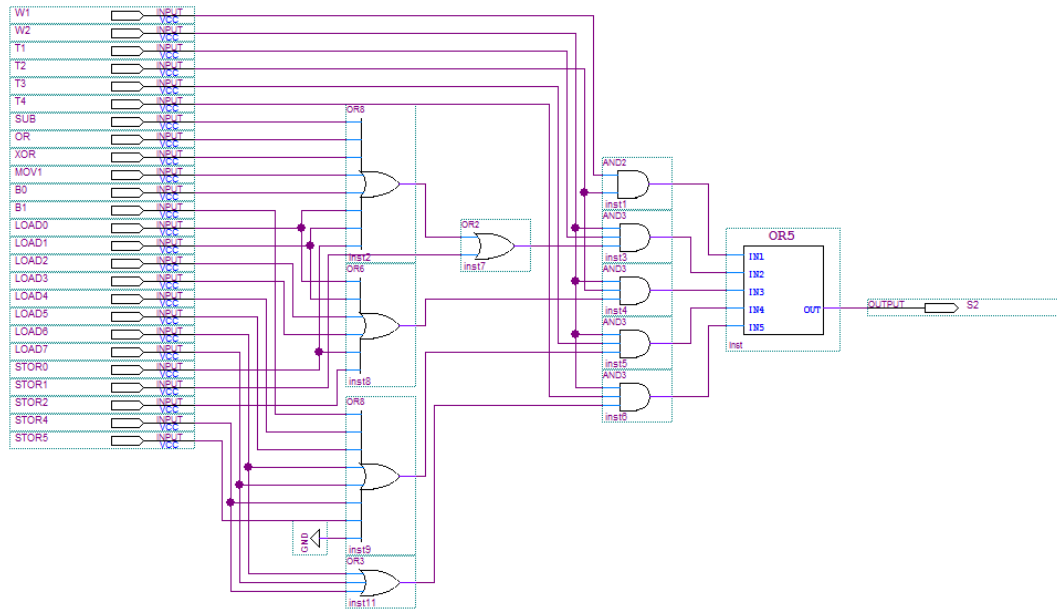 W1 INPUT VCC
W2 INPUT VCC
T1 INPUT VCC
T2 INPUT VCC
T3 INPUT VCC
T4 INPUT VCC
SUB INPUT VCC
OR INPUT VCC
XOR INPUT VCC
MOV1 INPUT VCC
B0 INPUT VCC
B1 INPUT VCC
LOAD0 INPUT VCC
LOAD1 INPUT VCC
LOAD2 INPUT VCC
LOAD3 INPUT VCC
LOAD4 INPUT VCC
LOAD5 INPUT VCC
LOAD6 INPUT VCC
LOAD7 INPUT VCC
STOR0 INPUT VCC
STOR1 INPUT VCC
STOR2 INPUT VCC
STOR4 INPUT VCC
STOR5 INPUT VCC
OR8
inst2
OR6
inst8
OR8
GND
inst9
OR3
inst11
OR2
inst7
AND2
inst1
AND3
inst3
AND3
inst4
AND3
inst5
AND3
inst6
OR5
IN1
IN2
IN3
IN4 OUT
IN5
inst
OUTPUT S2